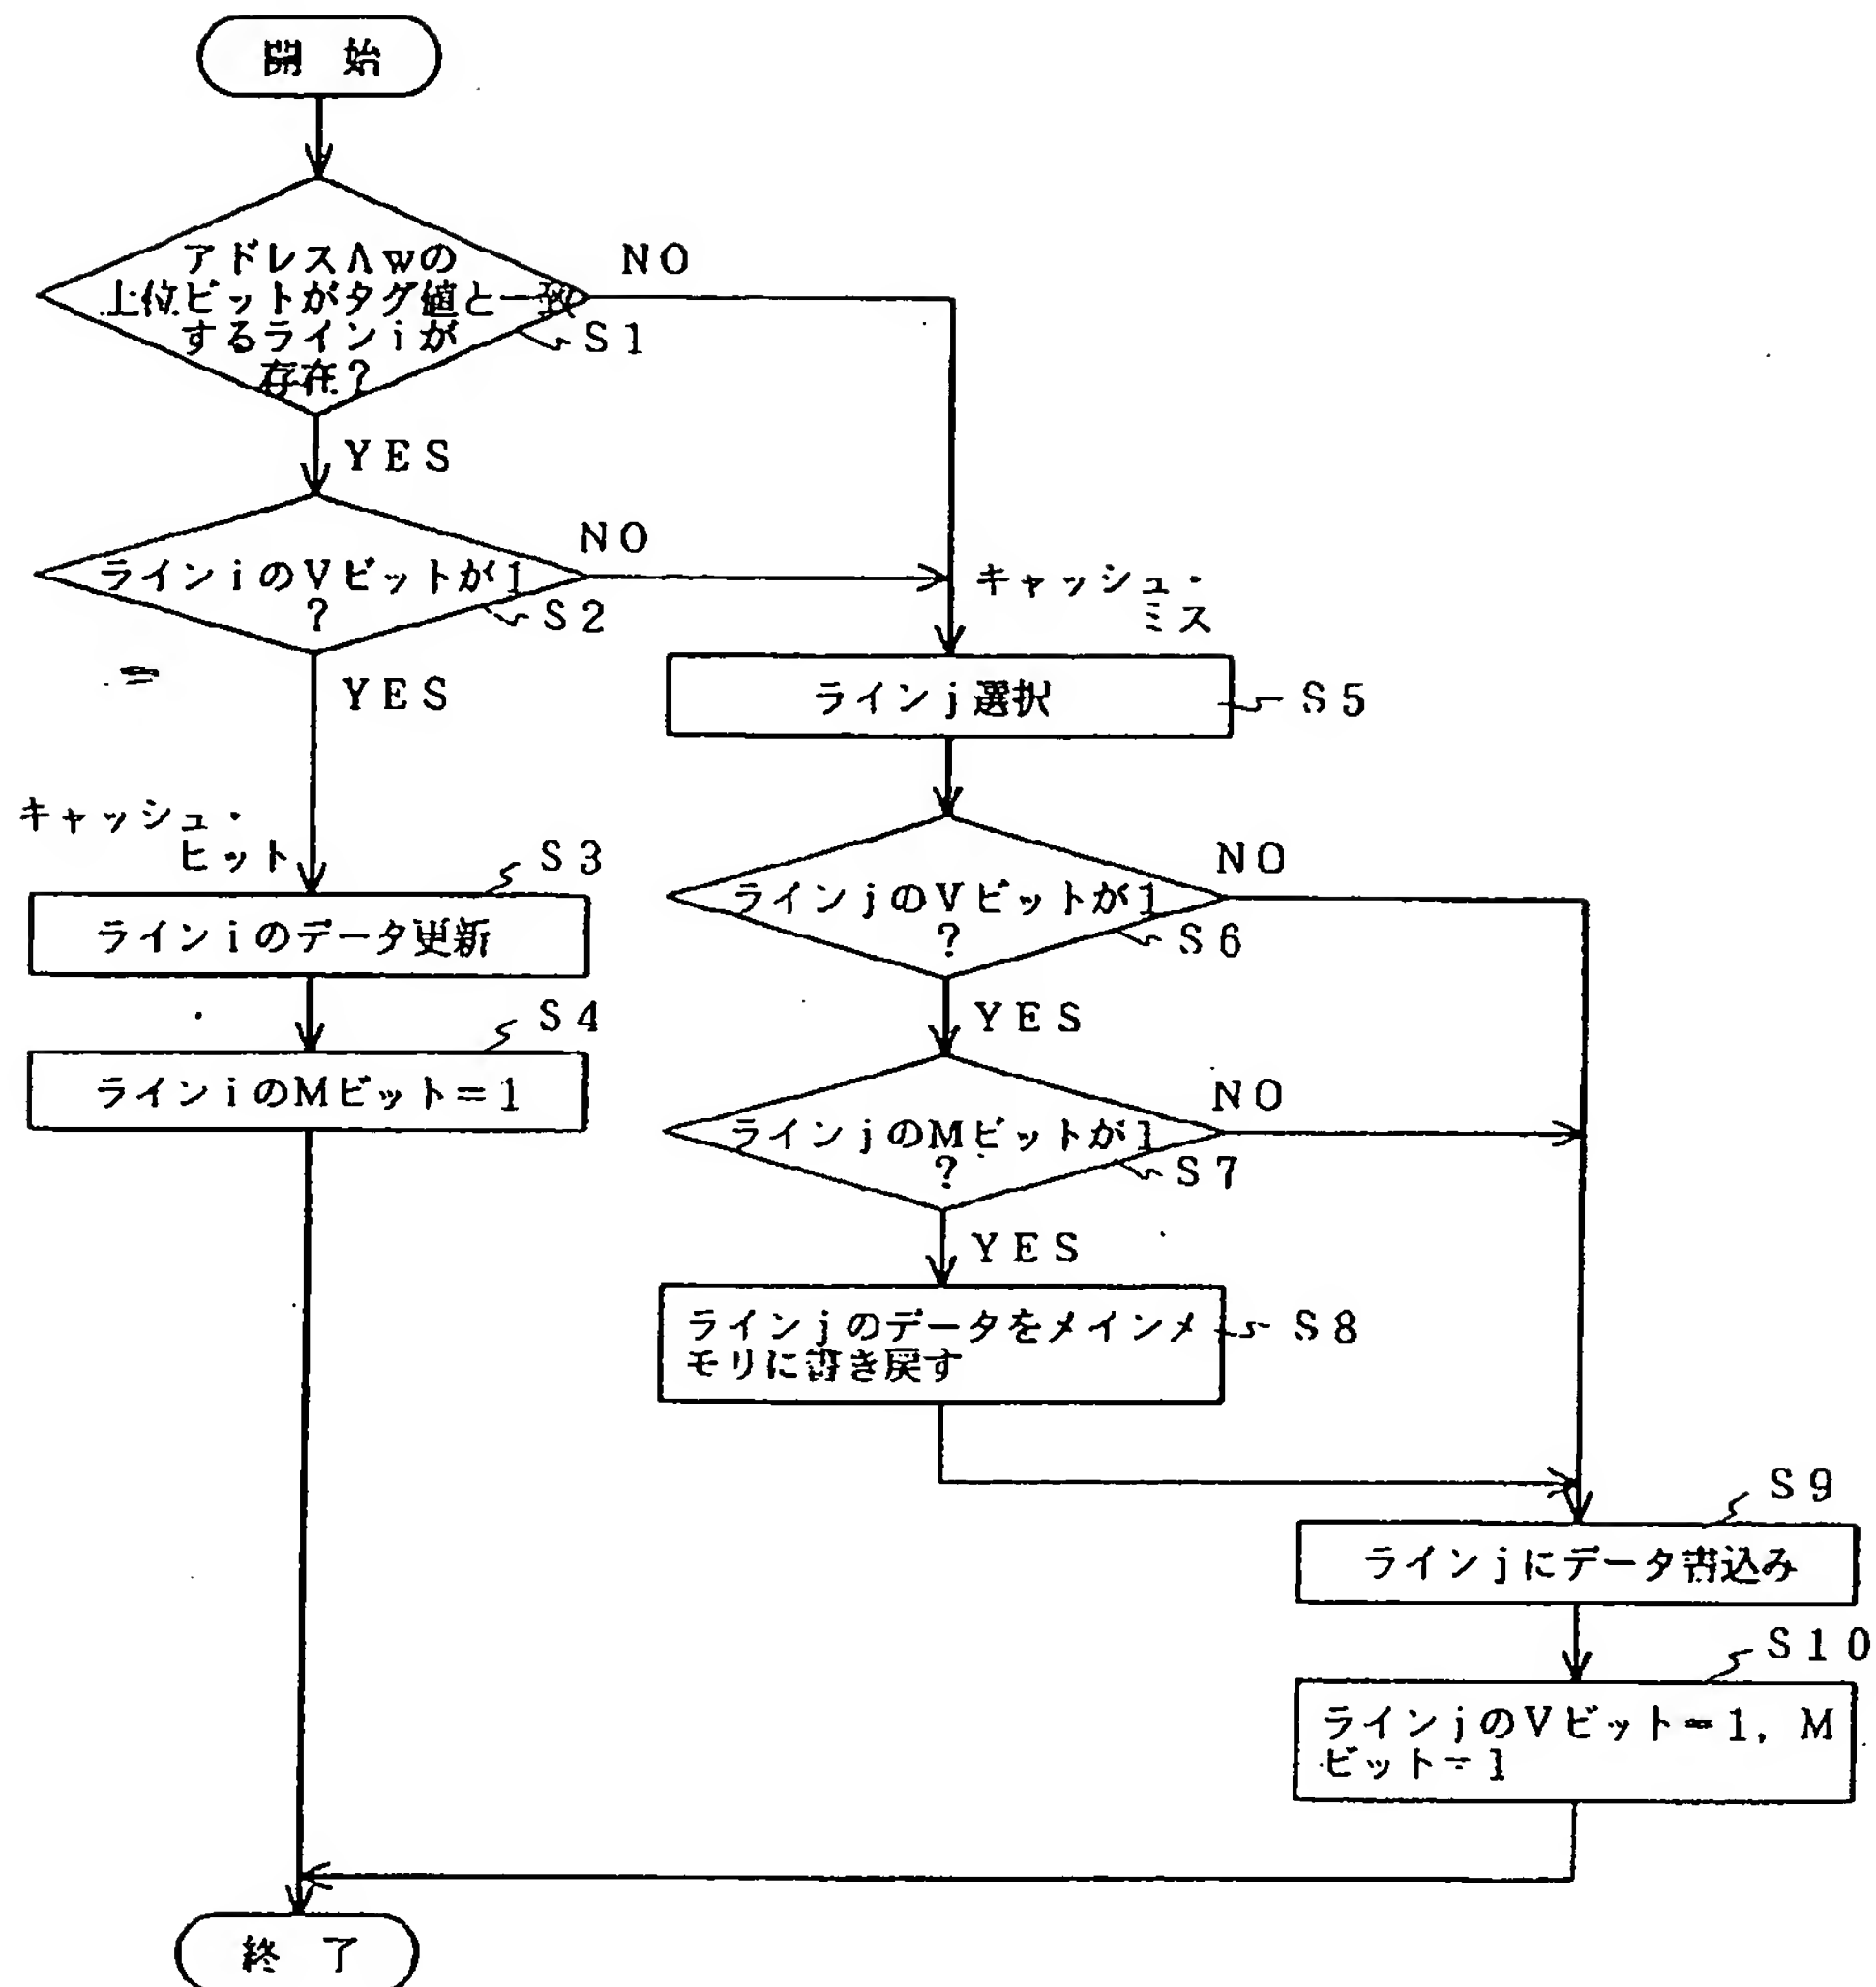 開 始
アドレスAwの
上位ビットがタグ値と一致
するラインiが
存在?
NO
S1
YES
ラインiのVビットが1
?
NO
S2
YES
キャッシュ・
ヒット
S3
ラインiのデータ更新
S4
ラインiのMビット=1
キャッシュ・
ミス
ラインj選択
S5
ラインjのVビットが1
?
NO
S6
YES
ラインjのMビットが1
?
NO
S7
YES
ラインjのデータをメインメ
モリに書き戻す
S8
S9
ラインjにデータ書込み
S10
ラインjのVビット=1, M
ビット=1
終 了